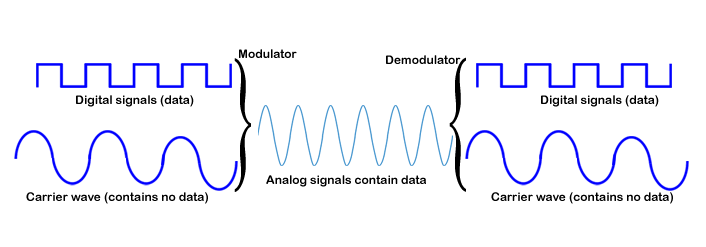 Modulator
Demodulator
Digital signals (data)
Digital signals (data)
Analog signals contain data
Carrier wave (contains no data)
Carrier wave (contains no data)